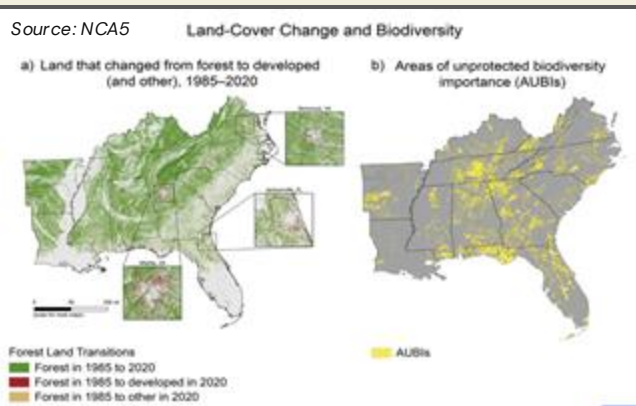 Source: NCA5
Land-Cover Change and Biodiversity
a) Land that changed from forest to developed
(and other), 1985–2020
b) Areas of unprotected biodiversity
importance (AUBIs)
Forest Land Transitions
Forest in 1985 to 2020
Forest in 1985 to developed in 2020
Forest in 1985 to other in 2020
AUBIs